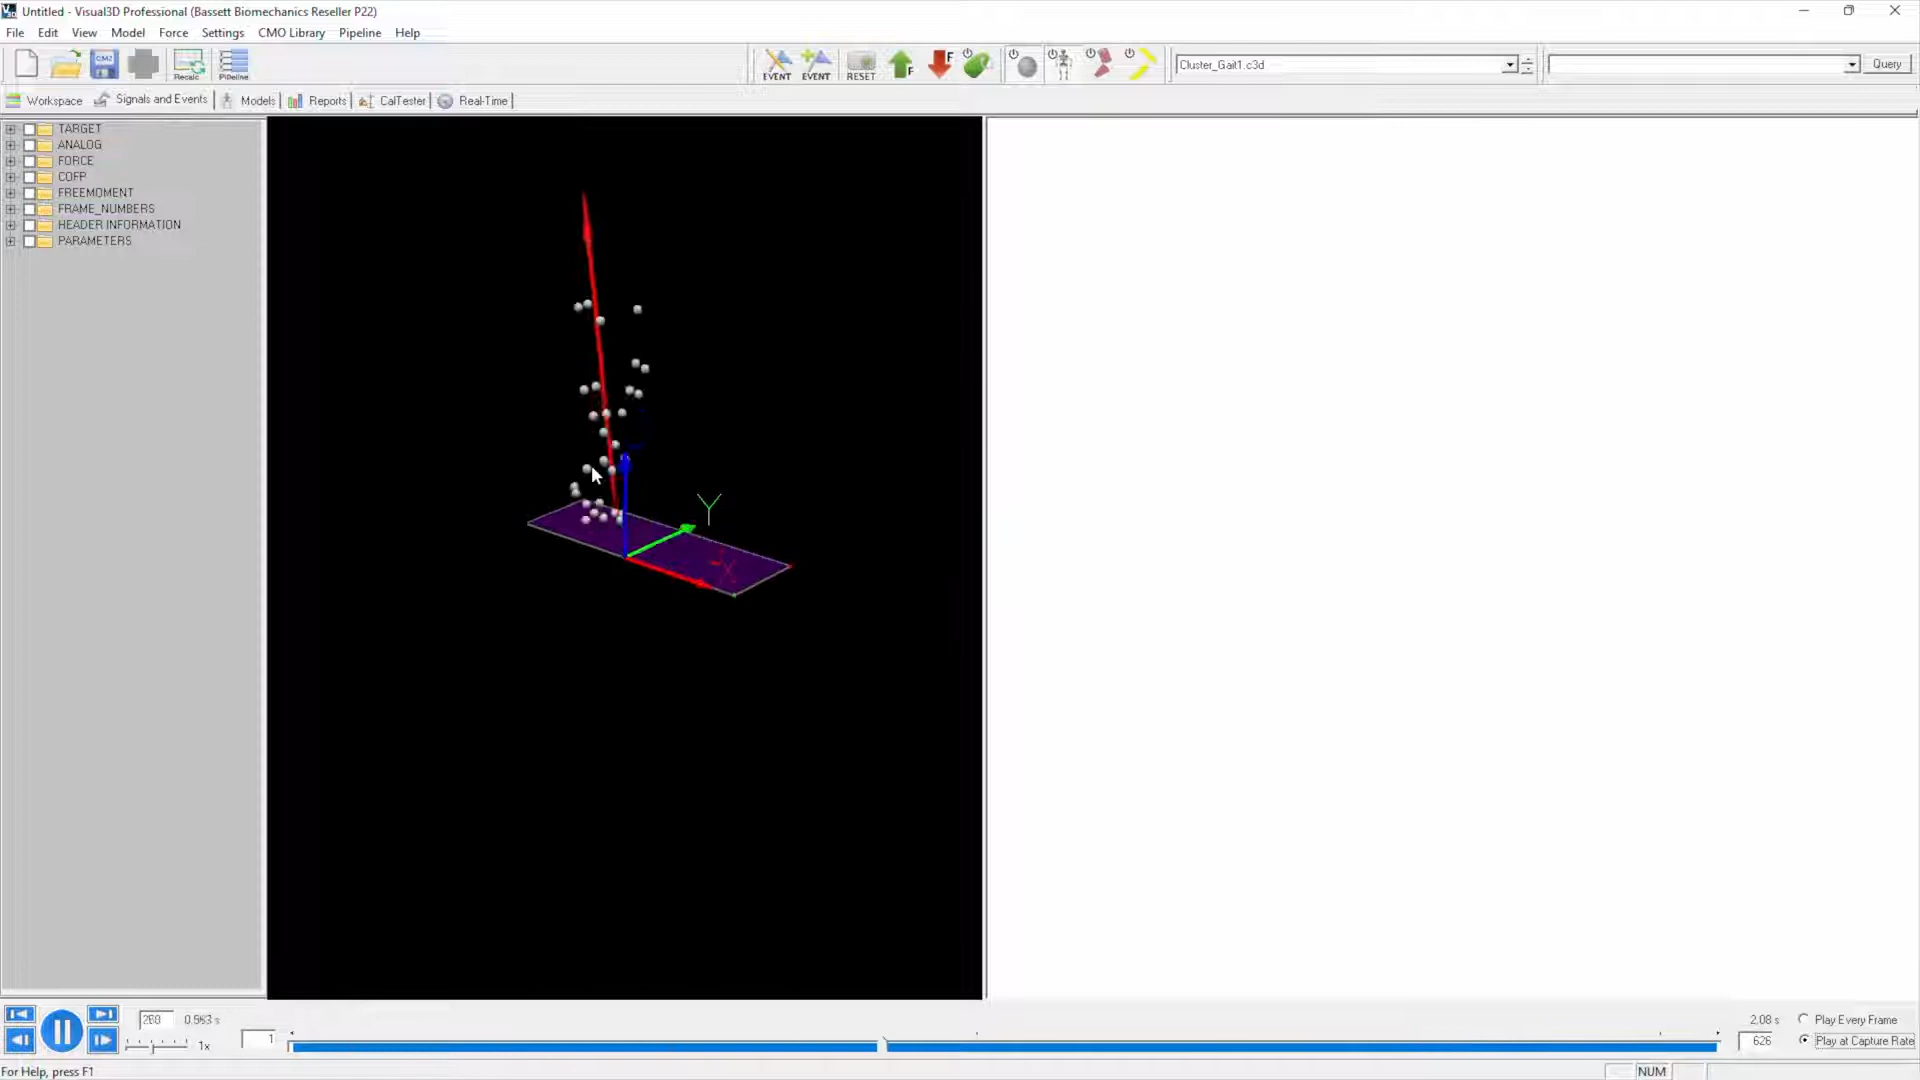 Untitled - Visual3D Professional (Bassett Biomechanics Reseller P22)
File Edit View Model Force Settings CMO Library Pipeline Help
CMZ Recalc Pipeline EVENT EVENT RESET F F Cluster_Gait1.c3d Query
Workspace Signals and Events Models Reports CalTester Real-Time
TARGET
ANALOG
FORCE
COFP
FREEMOMENT
FRAME_NUMBERS
HEADER INFORMATION
PARAMETERS
Y
X
1x 1
2.08 s Play Every Frame
626 Play at Capture Rate
For Help, press F1 NUM